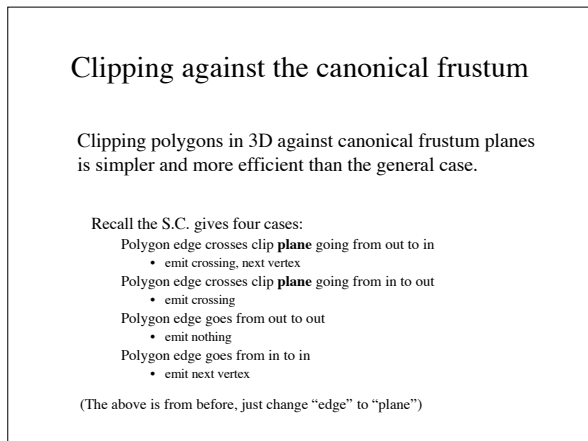 Clipping against the canonical frustum
Clipping polygons in 3D against canonical frustum planes
is simpler and more efficient than the general case.
Recall the S.C. gives four cases:
Polygon edge crosses clip plane going from out to in
• emit crossing, next vertex
Polygon edge crosses clip plane going from in to out
• emit crossing
Polygon edge goes from out to out
• emit nothing
Polygon edge goes from in to in
• emit next vertex
(The above is from before, just change “edge” to “plane”)